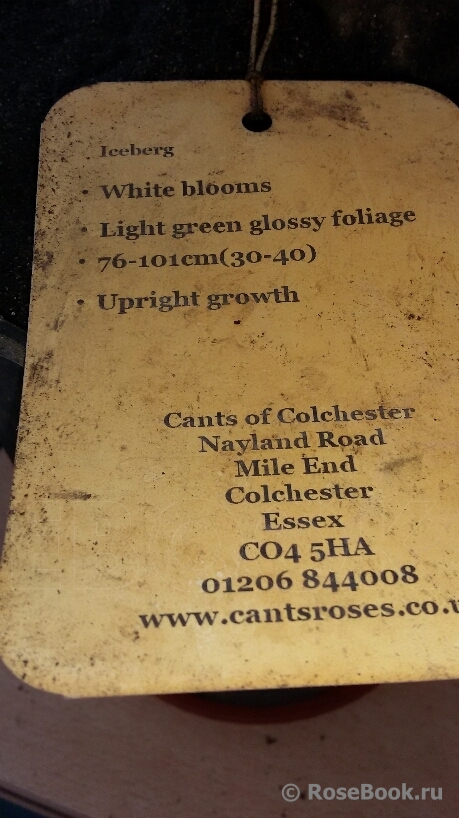 Iceberg
• White blooms
• Light green glossy foliage
• 76-101cm(30-40)
• Upright growth
Cants of Colchester
Nayland Road
Mile End
Colchester
Essex
CO4 5HA
01206 844008
www.cantsroses.co.u
© RoseBook.ru